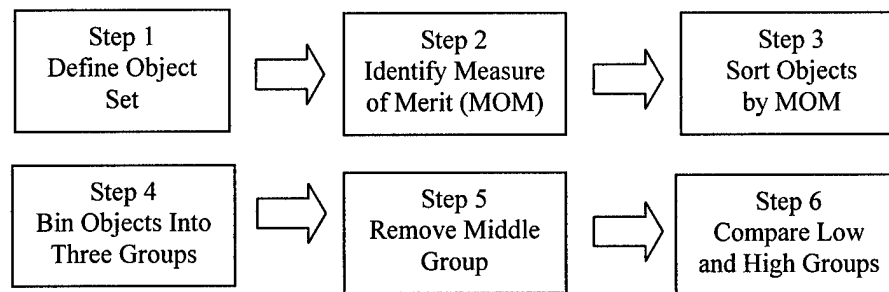 Step 1
Define Object
Set
Step 2
Identify Measure
of Merit (MOM)
Step 3
Sort Objects
by MOM
Step 4
Bin Objects Into
Three Groups
Step 5
Remove Middle
Group
Step 6
Compare Low
and High Groups